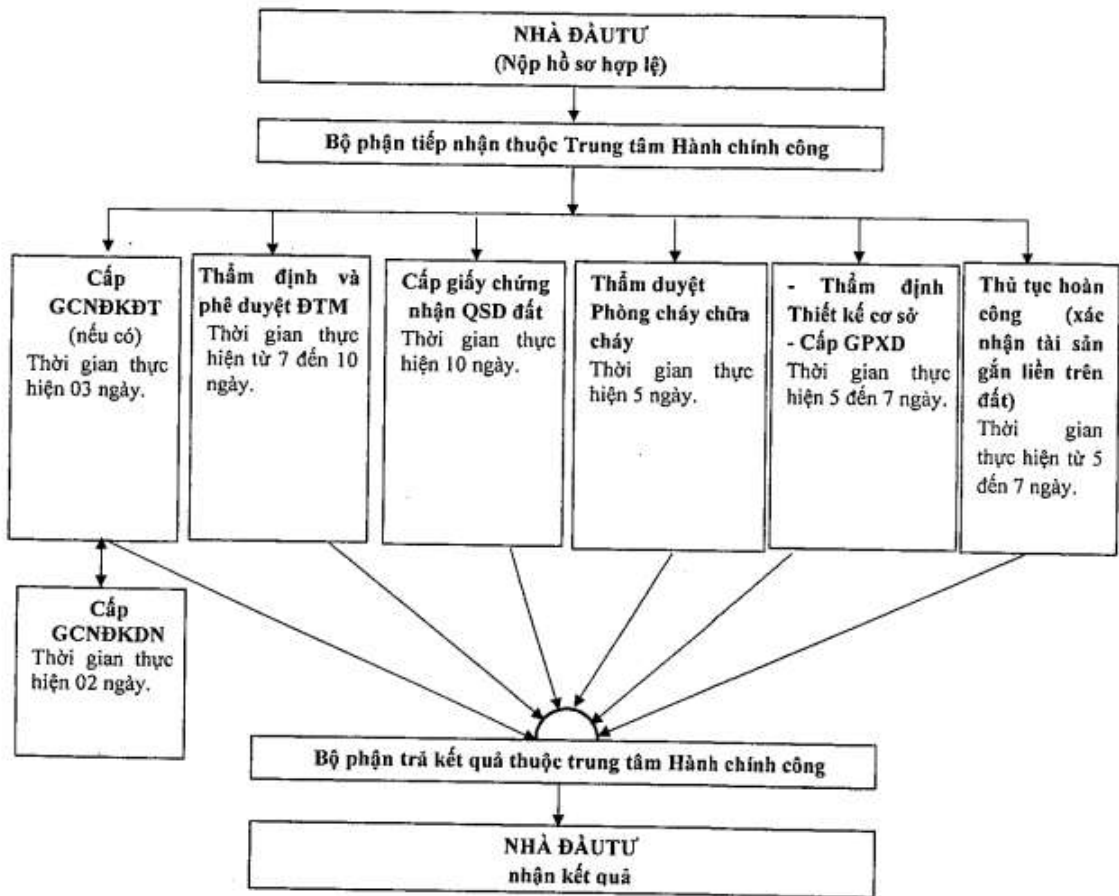 NHÀ ĐẦUTƯ
(Nộp hồ sơ hợp lệ)
Bộ phận tiếp nhận thuộc Trung tâm Hành chính công
Cấp
GCNĐKĐT
(nếu có)
Thời gian thực
hiện 03 ngày.
Thẩm định và
phê duyệt ĐTM
Thời gian thực
hiện từ 7 đến 10
ngày.
Cấp giấy chứng
nhận QSD đất
Thời gian thực
hiện 10 ngày.
Thẩm duyệt
Phòng cháy chữa
cháy
Thời gian thực
hiện 5 ngày.
- Thẩm định
Thiết kế cơ sở
- Cấp GPXD
Thời gian thực
hiện 5 đến 7 ngày.
Thủ tục hoàn
công (xác
nhận tài sản
gắn liền trên
đất)
Thời gian
thực hiện từ 5
đến 7 ngày.
Cấp
GCNĐKDN
Thời gian thực
hiện 02 ngày.
Bộ phận trả kết quả thuộc trung tâm Hành chính công
NHÀ ĐẦUTƯ
nhận kết quả